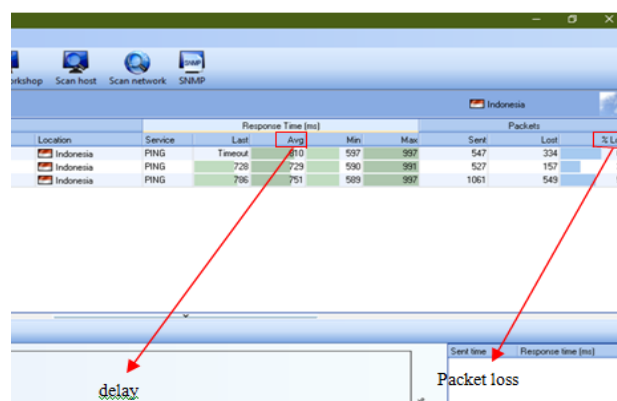 Scan host Scan network SNMP
Indonesia
Response Time (ms) Packets
Location Service Last Avg Min Max Sent Lost
Indonesia PING Timeout 597 997 547 334
Indonesia PING 728 729 590 991 527 157
Indonesia PING 786 751 589 997 1061 549
Sent time Response time (ms)
delay
Packet loss